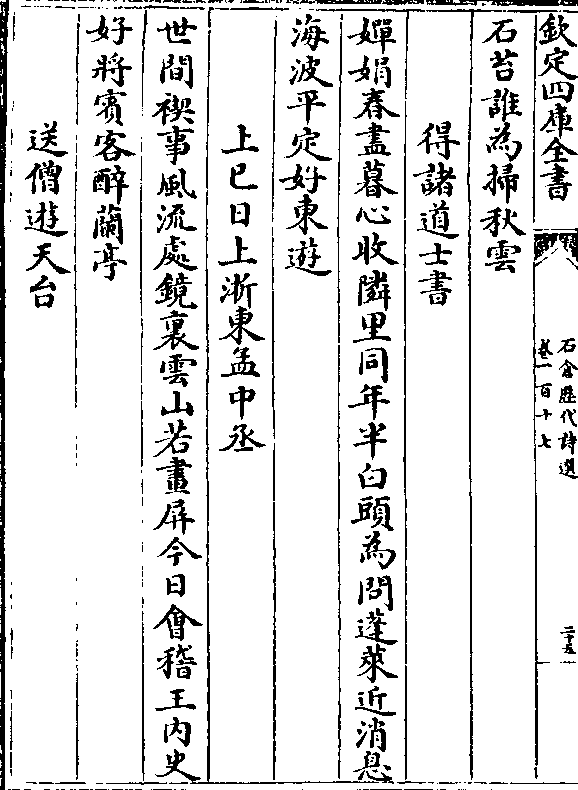 欽定四庫全書
石倉歷代詩選
卷一百十七
二十五
石苔誰為掃秋雲
得諸道士書
嬋娟春盡暮心收隣里同年半白頭為問蓬萊近消息
海波平定好東遊
上巳日上浙東孟中丞
世間禊事風流處鏡裏雲山若畫屏今日會稽王內史
好將賓客醉蘭亭
送僧遊天台